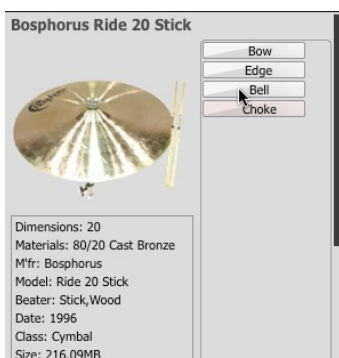 Bosphorus Ride 20 Stick
Bow
Edge
Bell
Choke
Bosphorus
Dimensions: 20
Materials: 80/20 Cast Bronze
M'fr: Bosphorus
Model: Ride 20 Stick
Beater: Stick,Wood
Date: 1996
Class: Cymbal
Size: 216.09MB